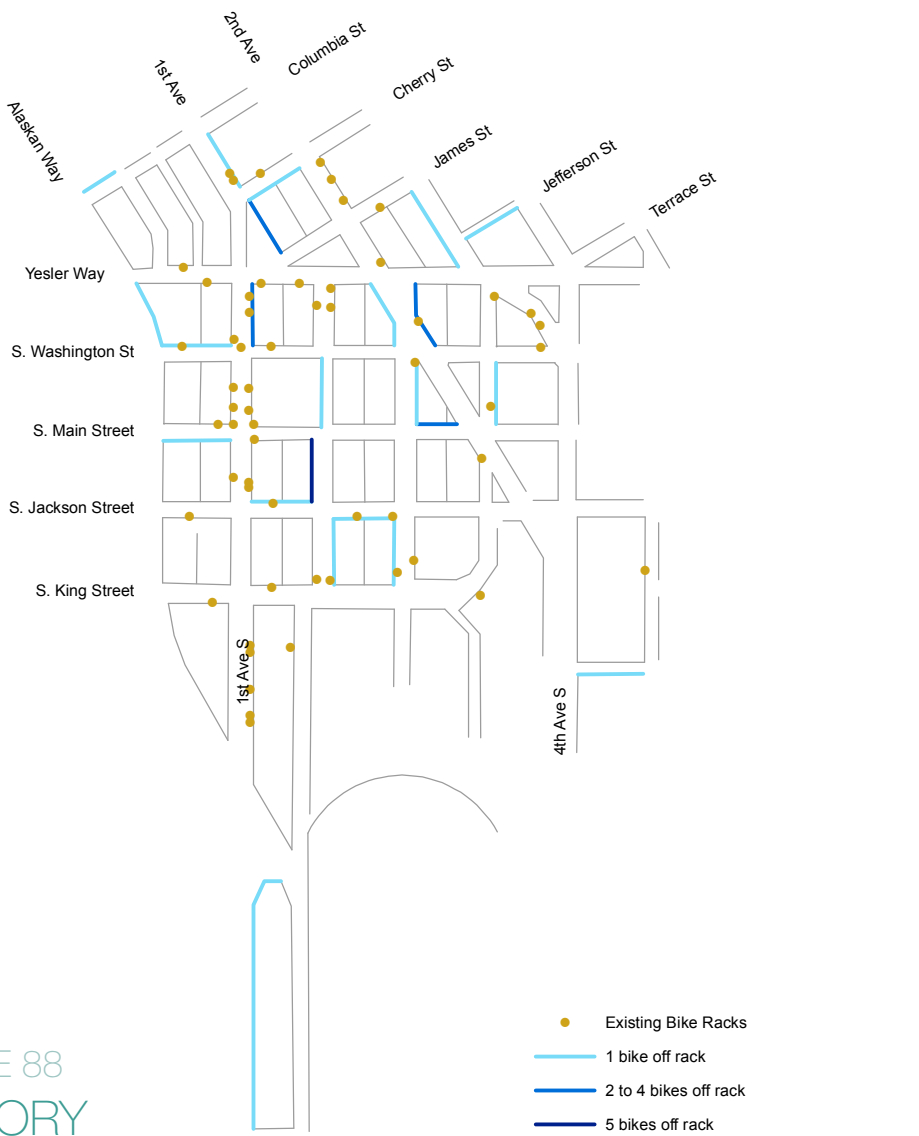 2nd Ave
Columbia St
1st Ave
Cherry St
Alaskan Way
James St
Jefferson St
Terrace St
Yesler Way
S. Washington St
S. Main Street
S. Jackson Street
S. King Street
1st Ave S
4th Ave S
Existing Bike Racks
1 bike off rack
2 to 4 bikes off rack
5 bikes off rack
E 88
ORY